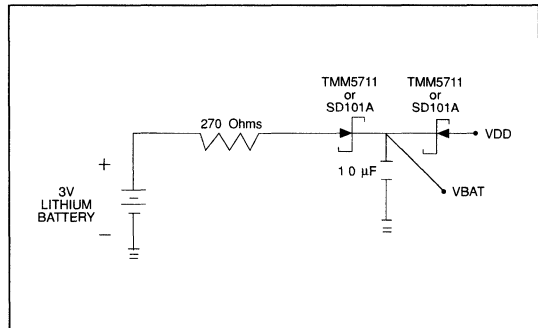 TMM5711
or
SD101A
TMM5711
or
SD101A
270 Ohms
VDD
+
10 µF
3V
LITHIUM
BATTERY
VBAT
–